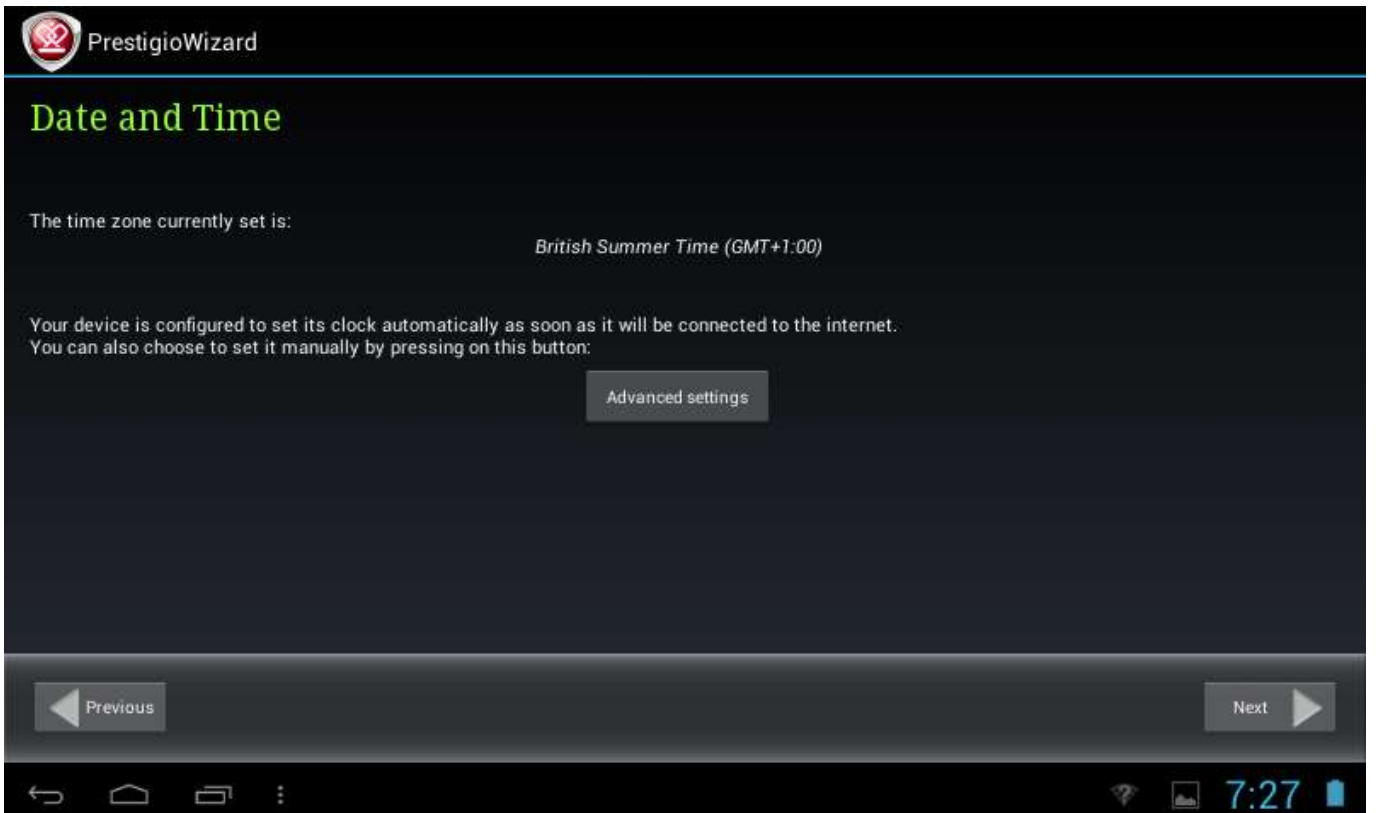 PrestigioWizard
Date and Time
The time zone currently set is:
British Summer Time (GMT+1:00)
Your device is configured to set its clock automatically as soon as it will be connected to the internet.
You can also choose to set it manually by pressing on this button:
Advanced settings
Previous
Next
7:27